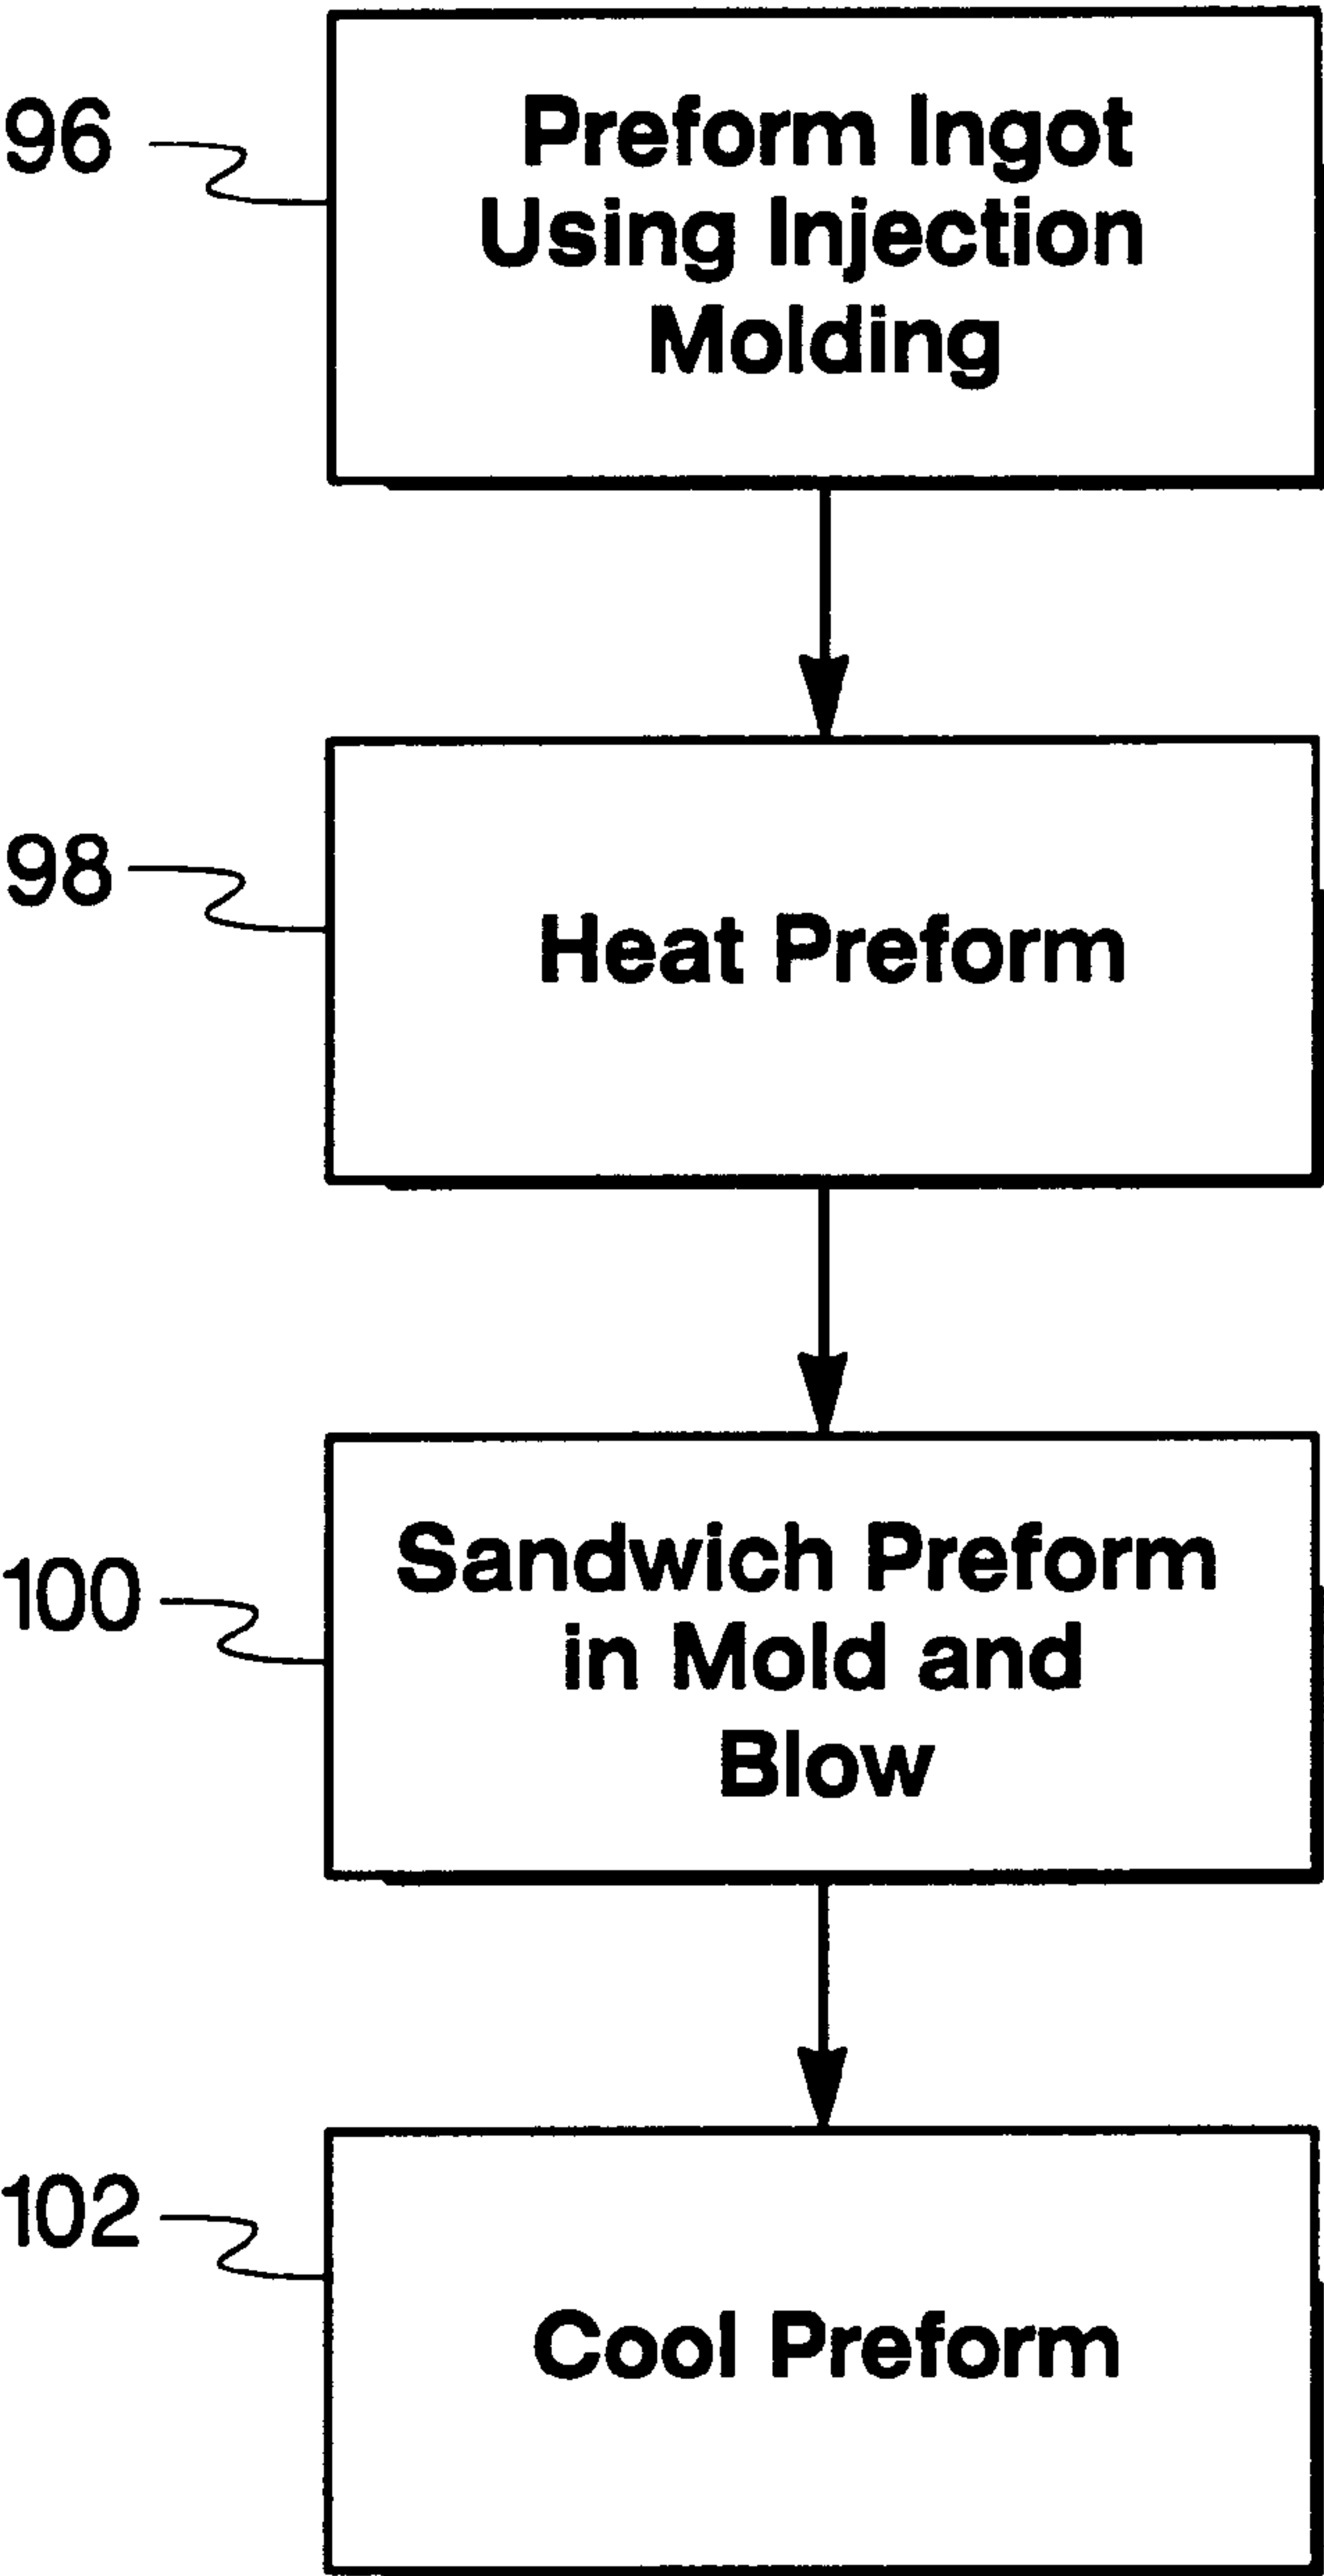 96
Preform Ingot
Using Injection
Molding
98
Heat Preform
100
Sandwich Preform
in Mold and
Blow
102
Cool Preform